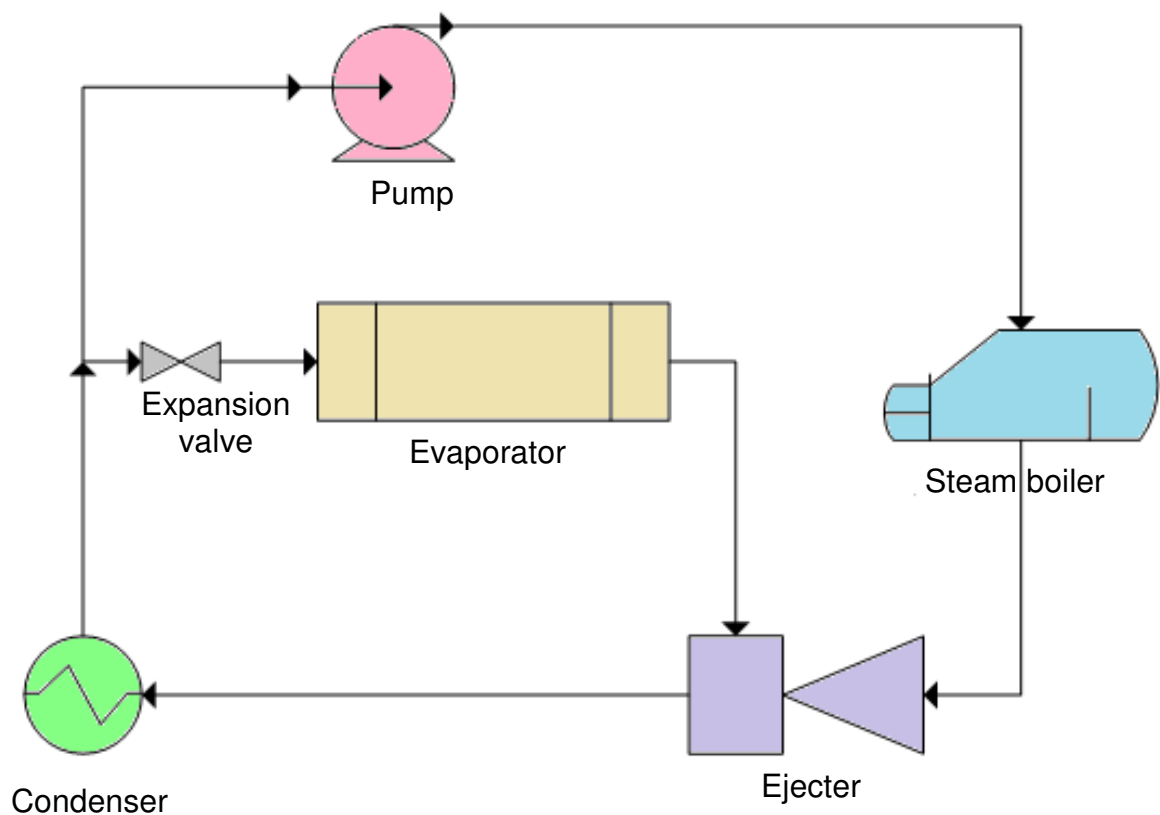 Pump
Expansion
valve
Evaporator
Steam boiler
Ejecter
Condenser